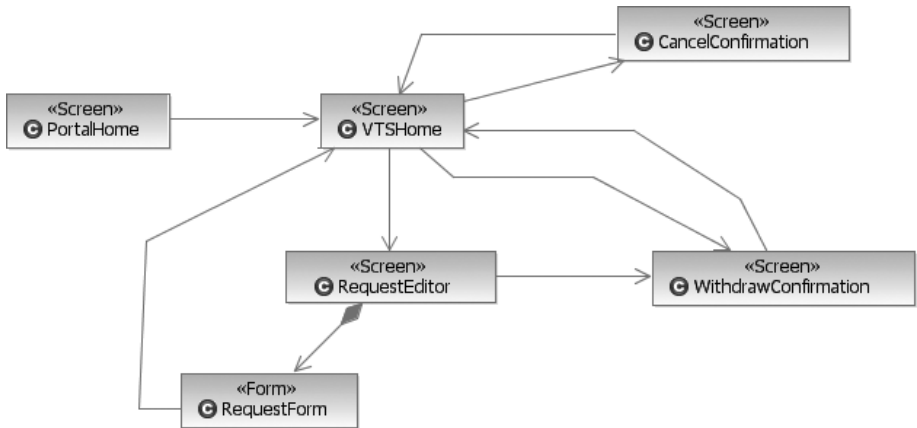 «Screen»
CancelConfirmation
«Screen»
PortalHome
«Screen»
VTSHome
«Screen»
RequestEditor
«Screen»
WithdrawConfirmation
«Form»
RequestForm